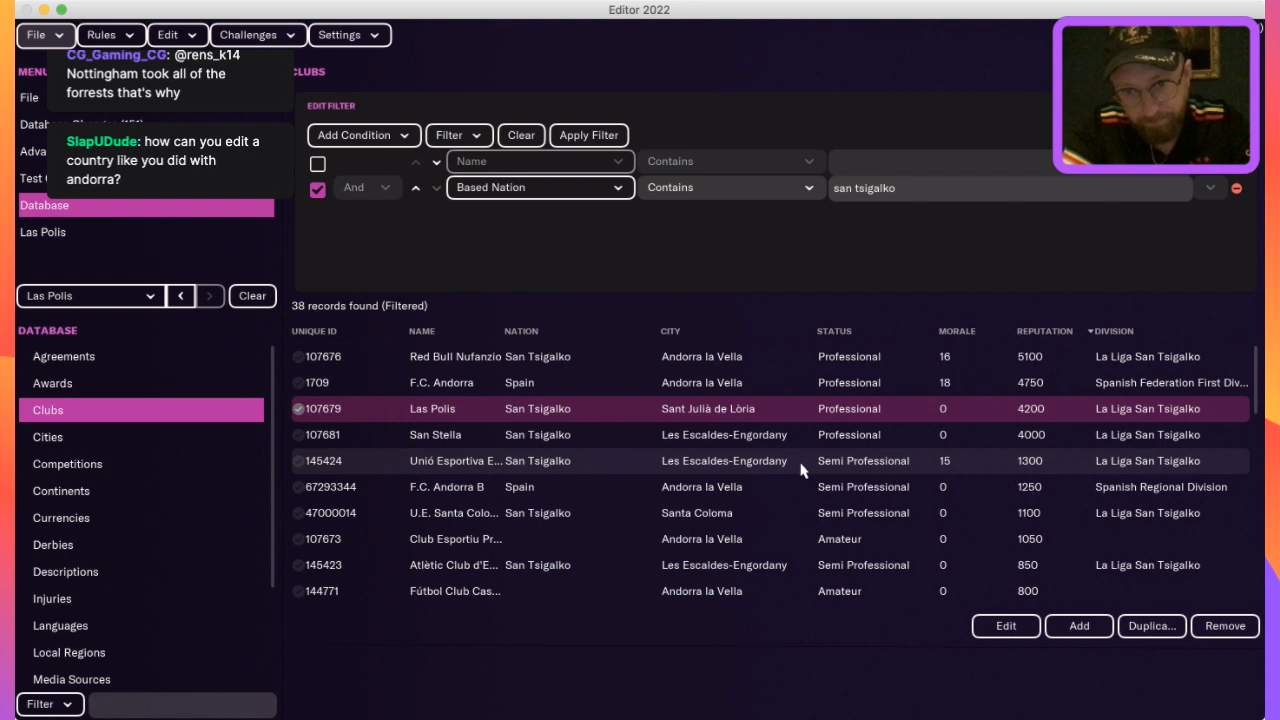 Editor 2022
File Rules Edit Challenges Settings
CG_Gaming_CG: @rens_k14
Nottingham took all of the
forrests that's why
SlapUDude: how can you edit a
country like you did with
andorra?
MENU
File
Database
Adva
Test
Database
Las Polis
Las Polis < > Clear
DATABASE
Agreements
Awards
Clubs
Cities
Competitions
Continents
Currencies
Derbies
Descriptions
Injuries
Languages
Local Regions
Media Sources
Filter
CLUBS
EDIT FILTER
Add Condition Filter Clear Apply Filter
Name Contains
And Based Nation Contains san tsigalko
38 records found (Filtered)
UNIQUE ID NAME NATION CITY STATUS MORALE REPUTATION DIVISION
107676 Red Bull Nufanzio San Tsigalko Andorra la Vella Professional 16 5100 La Liga San Tsigalko
1709 F.C. Andorra Spain Andorra la Vella Professional 18 4750 Spanish Federation First Div...
107679 Las Polis San Tsigalko Sant Julià de Lòria Professional 0 4200 La Liga San Tsigalko
107681 San Stella San Tsigalko Les Escaldes-Engordany Professional 0 4000 La Liga San Tsigalko
145424 Unió Esportiva E... San Tsigalko Les Escaldes-Engordany Semi Professional 15 1300 La Liga San Tsigalko
67293344 F.C. Andorra B Spain Andorra la Vella Semi Professional 0 1250 Spanish Regional Division
47000014 U.E. Santa Colo... San Tsigalko Santa Coloma Semi Professional 0 1100 La Liga San Tsigalko
107673 Club Esportiu Pr... Andorra la Vella Amateur 0 1050
145423 Atlètic Club d'E... San Tsigalko Les Escaldes-Engordany Semi Professional 0 850 La Liga San Tsigalko
144771 Fútbol Club Cas... Andorra la Vella Amateur 0 800
Edit Add Duplica... Remove